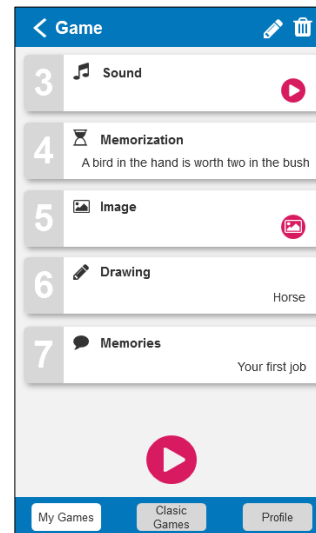 Game
3 Sound
4 Memorization
A bird in the hand is worth two in the bush
5 Image
6 Drawing
Horse
7 Memories
Your first job
My Games
Clasic
Games
Profile